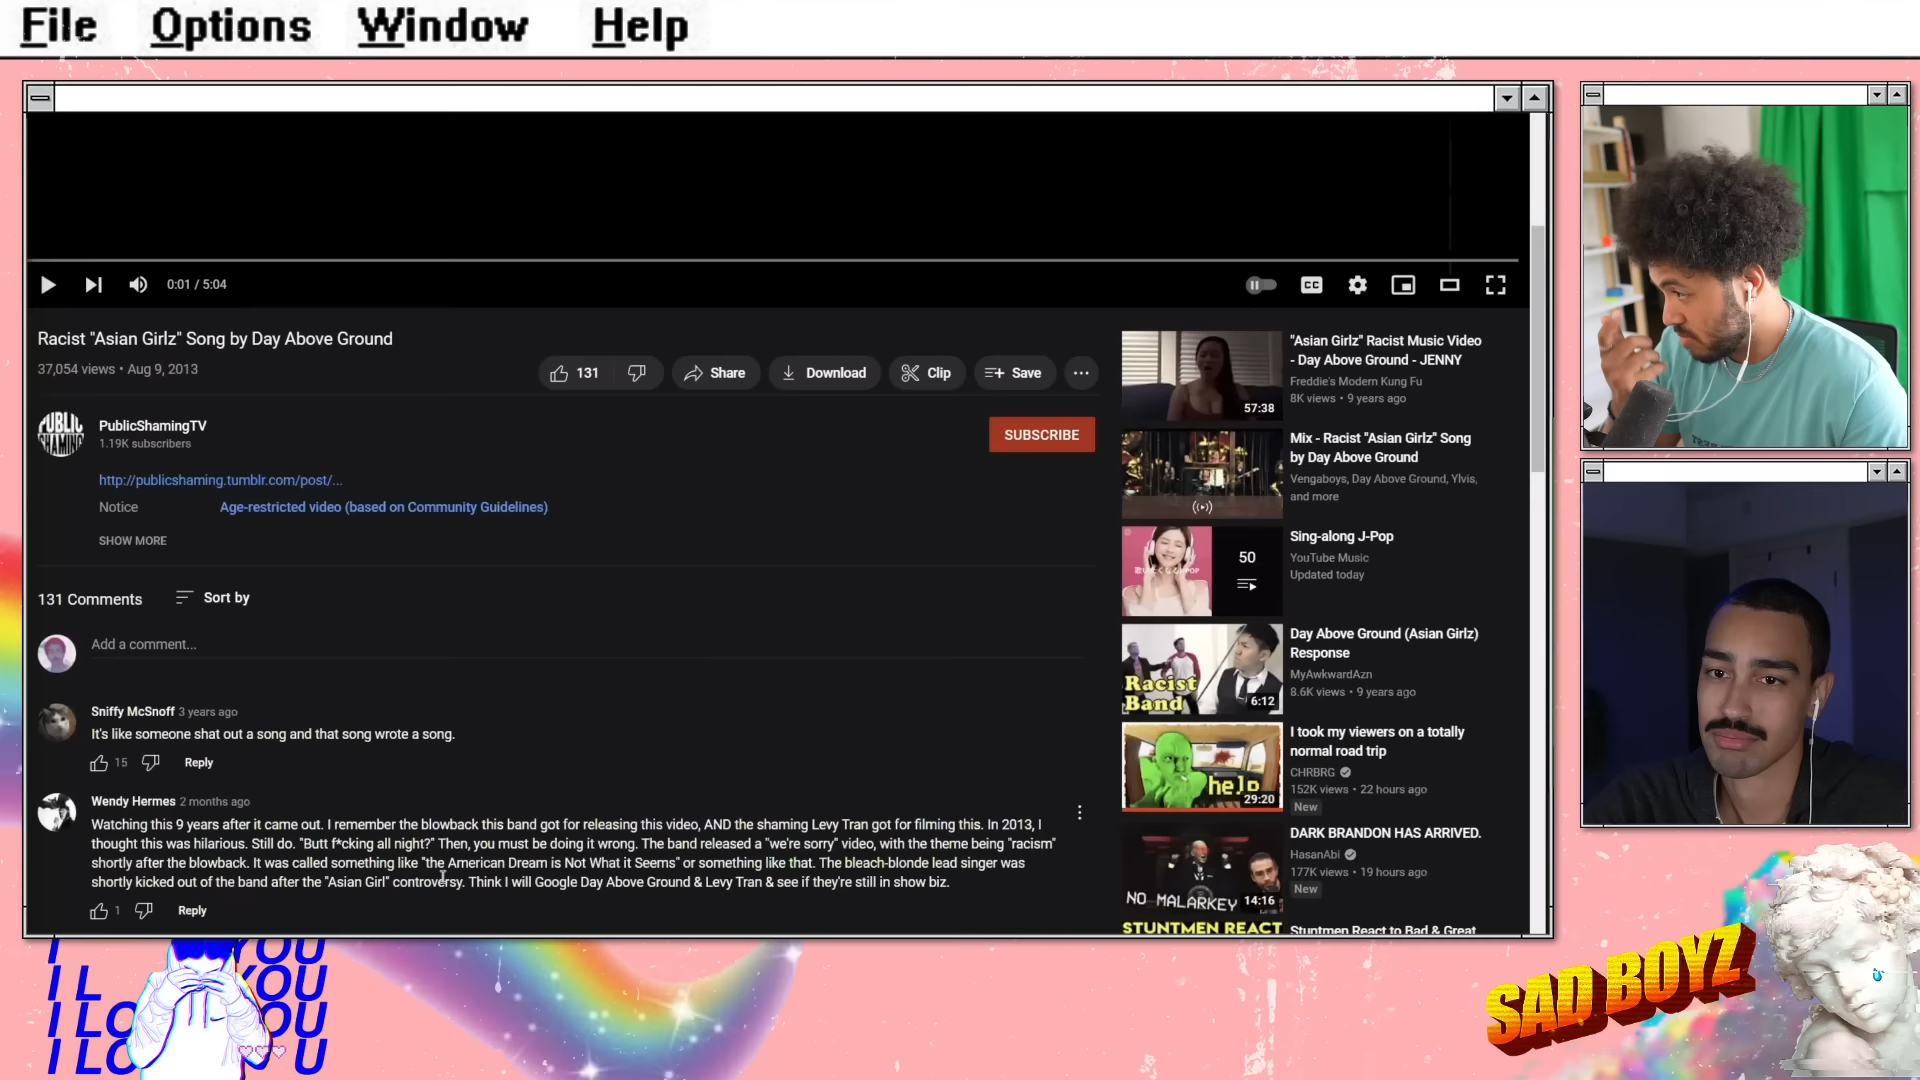 File Options Window Help
0:01 / 5:04
CC
Racist "Asian Girlz" Song by Day Above Ground
37,054 views • Aug 9, 2013
131 Share Download Clip Save
PUBLIC SHAMING
PublicShamingTV
1.19K subscribers
SUBSCRIBE
http://publicshaming.tumblr.com/post/...
Notice Age-restricted video (based on Community Guidelines)
SHOW MORE
131 Comments Sort by
Add a comment...
Sniffy McSnoff 3 years ago
It's like someone shat out a song and that song wrote a song.
15 Reply
Wendy Hermes 2 months ago
Watching this 9 years after it came out. I remember the blowback this band got for releasing this video, AND the shaming Levy Tran got for filming this. In 2013, I
thought this was hilarious. Still do. "Butt f*cking all night?" Then, you must be doing it wrong. The band released a "we're sorry" video, with the theme being "racism"
shortly after the blowback. It was called something like "the American Dream is Not What it Seems" or something like that. The bleach-blonde lead singer was
shortly kicked out of the band after the "Asian Girl" controversy. Think I will Google Day Above Ground & Levy Tran & see if they're still in show biz.
1 Reply
57:38
"Asian Girlz" Racist Music Video
- Day Above Ground - JENNY
Freddie's Modern Kung Fu
8K views • 9 years ago
Mix - Racist "Asian Girlz" Song
by Day Above Ground
Vengaboys, Day Above Ground, Ylvis,
and more
50
Sing-along J-Pop
YouTube Music
Updated today
Racist
Band
6:12
Day Above Ground (Asian Girlz)
Response
MyAwkwardAzn
8.6K views • 9 years ago
help
29:20
I took my viewers on a totally
normal road trip
CHRBRG
152K views • 22 hours ago
New
NO MALARKEY
14:16
DARK BRANDON HAS ARRIVED.
HasanAbi
177K views • 19 hours ago
New
STUNTMEN REACT
Stuntmen React to Bad & Great
I YOU
I L YOU
I LO OU
I LO U
SAD BOYZ